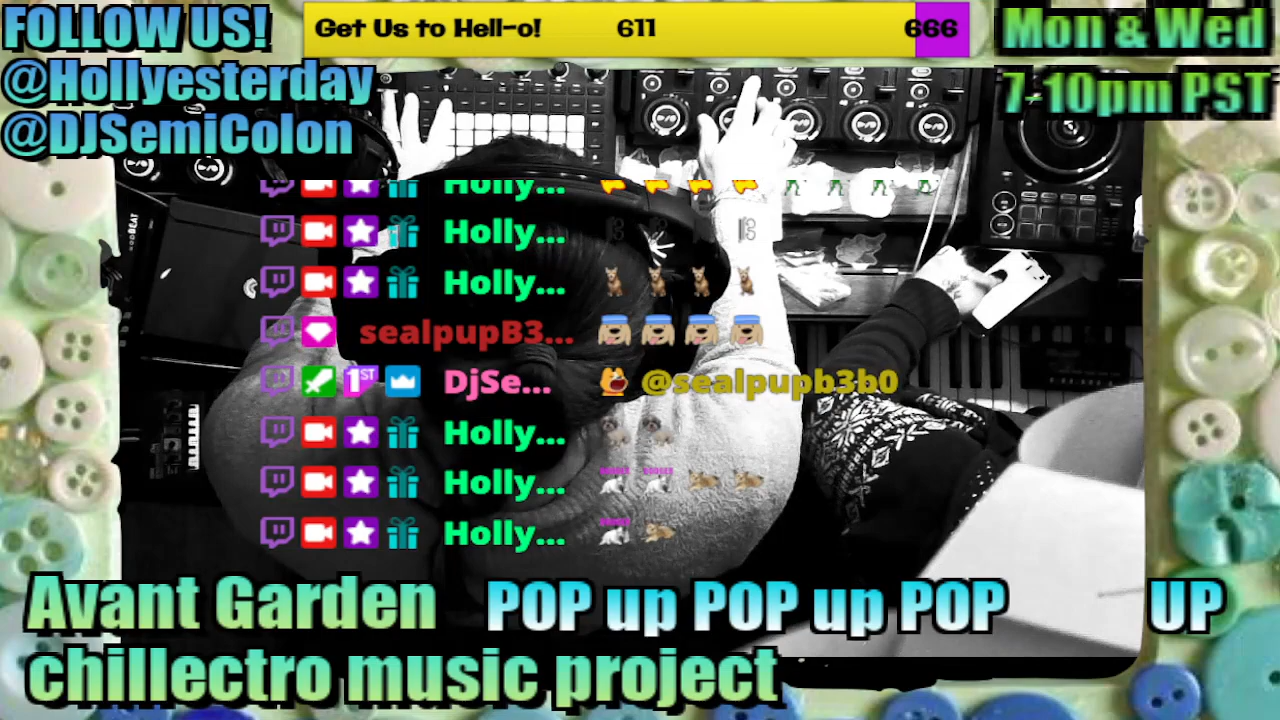 FOLLOW US!
@Hollyesterday
@DJSemiColon
Get Us to Hell-o! 611 666
Mon & Wed
7-10pm PST
Holly...
Holly...
Holly...
sealpupB3...
1ST DjSe... @sealpupb3b0
Holly...
Holly...
Holly...
Avant Garden
chillectro music project
POP up POP up POP UP